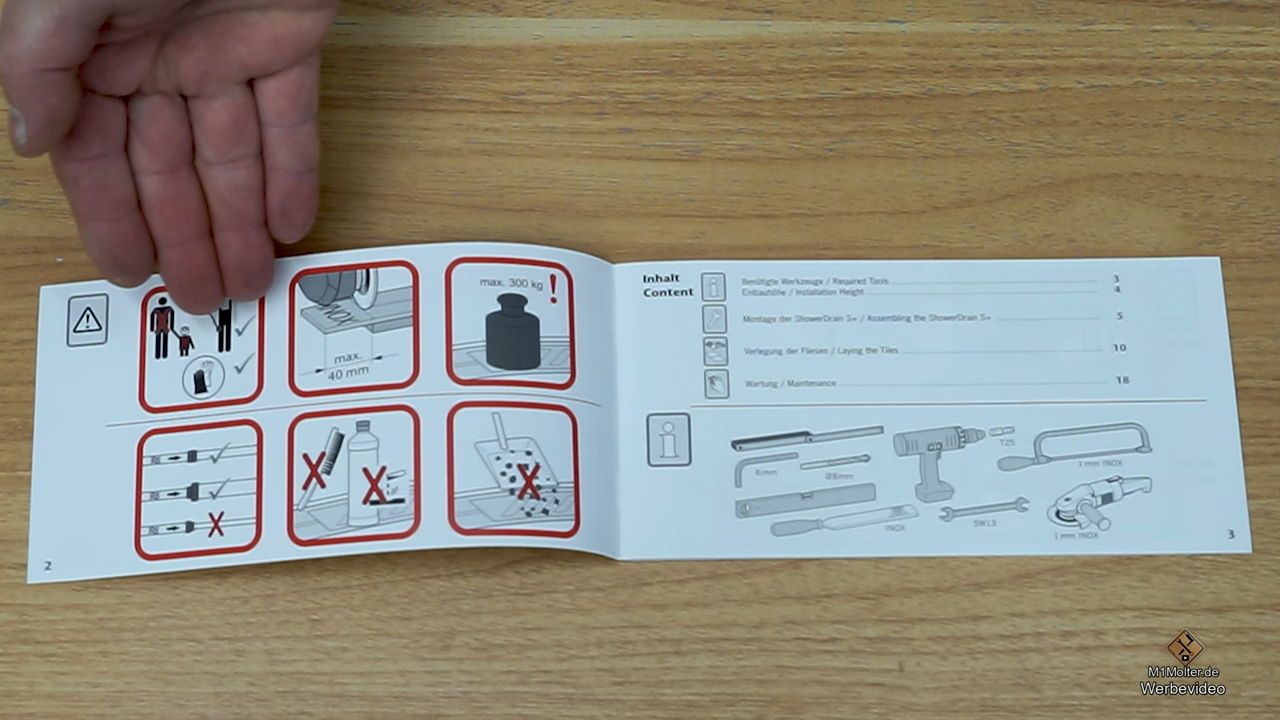 INOX
max.
40 mm
max. 300 kg !
2
Inhalt
Content
Benötigte Werkzeuge / Required Tools 3
Einbauhöhe / Installation Height 4
Montage der ShowerDrain S+ / Assembling the ShowerDrain S+ 5
Verlegung der Fliesen / Laying the Tiles 10
Wartung / Maintenance 18
i
6mm
Ø8mm
INOX
T25
SW13
1 mm INOX
1 mm INOX
3
M1Molter.de
Werbevideo